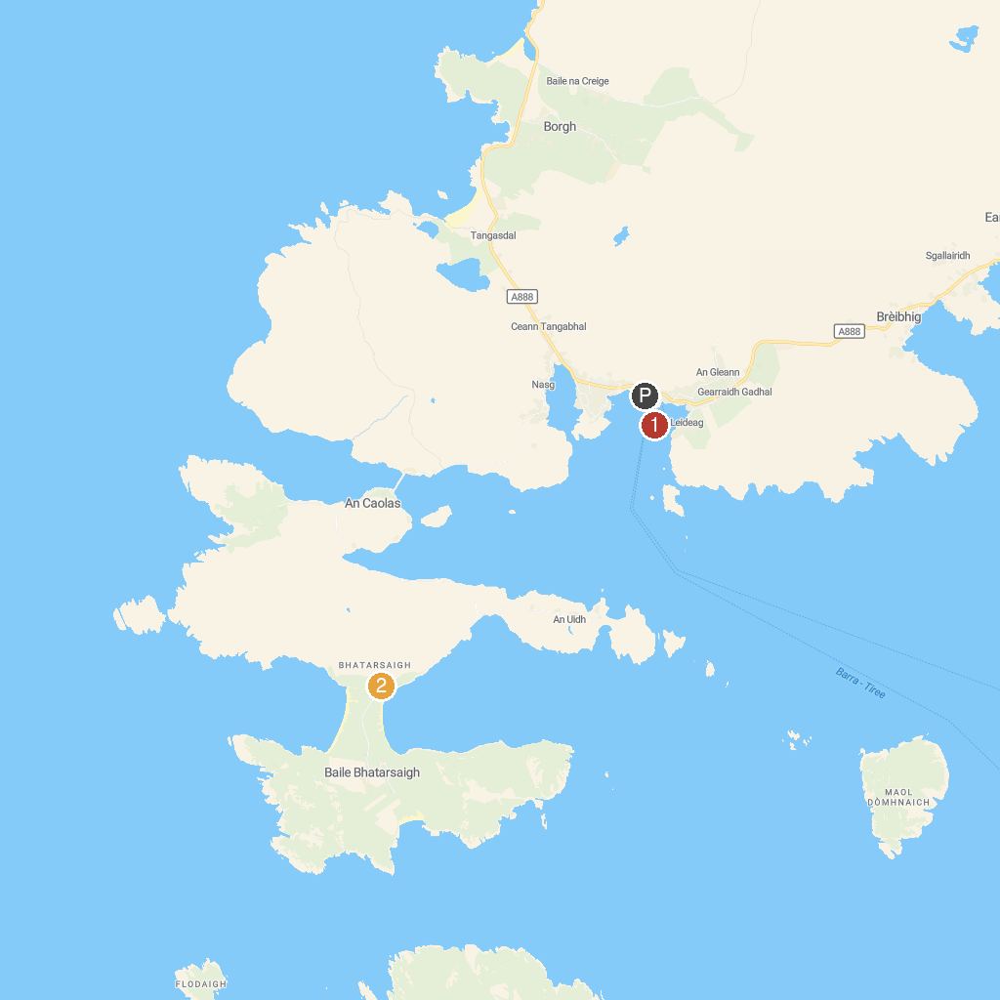 Baile na Creige
Borgh
Ear
Tangasdal
Sgallairidh
A888
Brèibhig
Ceann Tangabhal
A888
An Gleann
Nasg
Gearraidh Gadhal
P
1
Leideag
An Caolas
An Uidh
BHATARSAIGH
2
Barra - Tiree
Baile Bhatarsaigh
MAOL
DÒMHNAICH
FLODAIGH